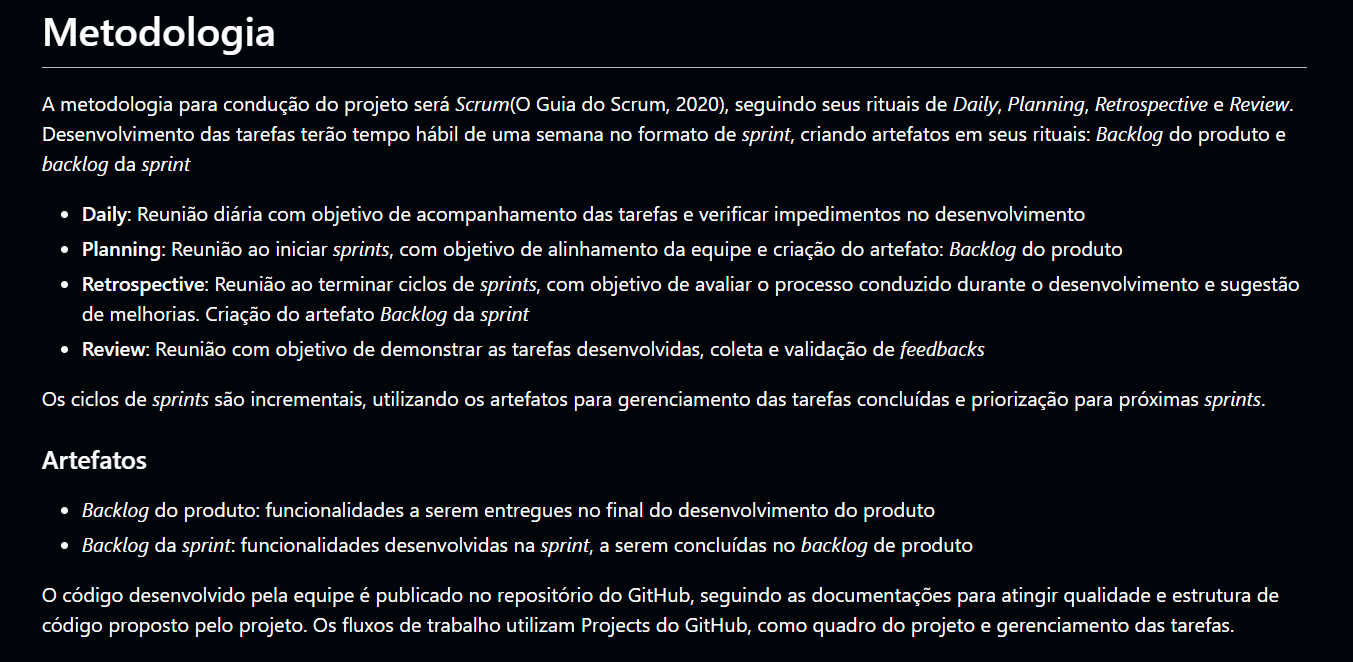 Metodologia
A metodologia para condução do projeto será Scrum(O Guia do Scrum, 2020), seguindo seus rituais de Daily, Planning, Retrospective e Review.
Desenvolvimento das tarefas terão tempo hábil de uma semana no formato de sprint, criando artefatos em seus rituais: Backlog do produto e
backlog da sprint
• Daily: Reunião diária com objetivo de acompanhamento das tarefas e verificar impedimentos no desenvolvimento
• Planning: Reunião ao iniciar sprints, com objetivo de alinhamento da equipe e criação do artefato: Backlog do produto
• Retrospective: Reunião ao terminar ciclos de sprints, com objetivo de avaliar o processo conduzido durante o desenvolvimento e sugestão
de melhorias. Criação do artefato Backlog da sprint
• Review: Reunião com objetivo de demonstrar as tarefas desenvolvidas, coleta e validação de feedbacks
Os ciclos de sprints são incrementais, utilizando os artefatos para gerenciamento das tarefas concluídas e priorização para próximas sprints.
Artefatos
• Backlog do produto: funcionalidades a serem entregues no final do desenvolvimento do produto
• Backlog da sprint: funcionalidades desenvolvidas na sprint, a serem concluídas no backlog de produto
O código desenvolvido pela equipe é publicado no repositório do GitHub, seguindo as documentações para atingir qualidade e estrutura de
código proposto pelo projeto. Os fluxos de trabalho utilizam Projects do GitHub, como quadro do projeto e gerenciamento das tarefas.